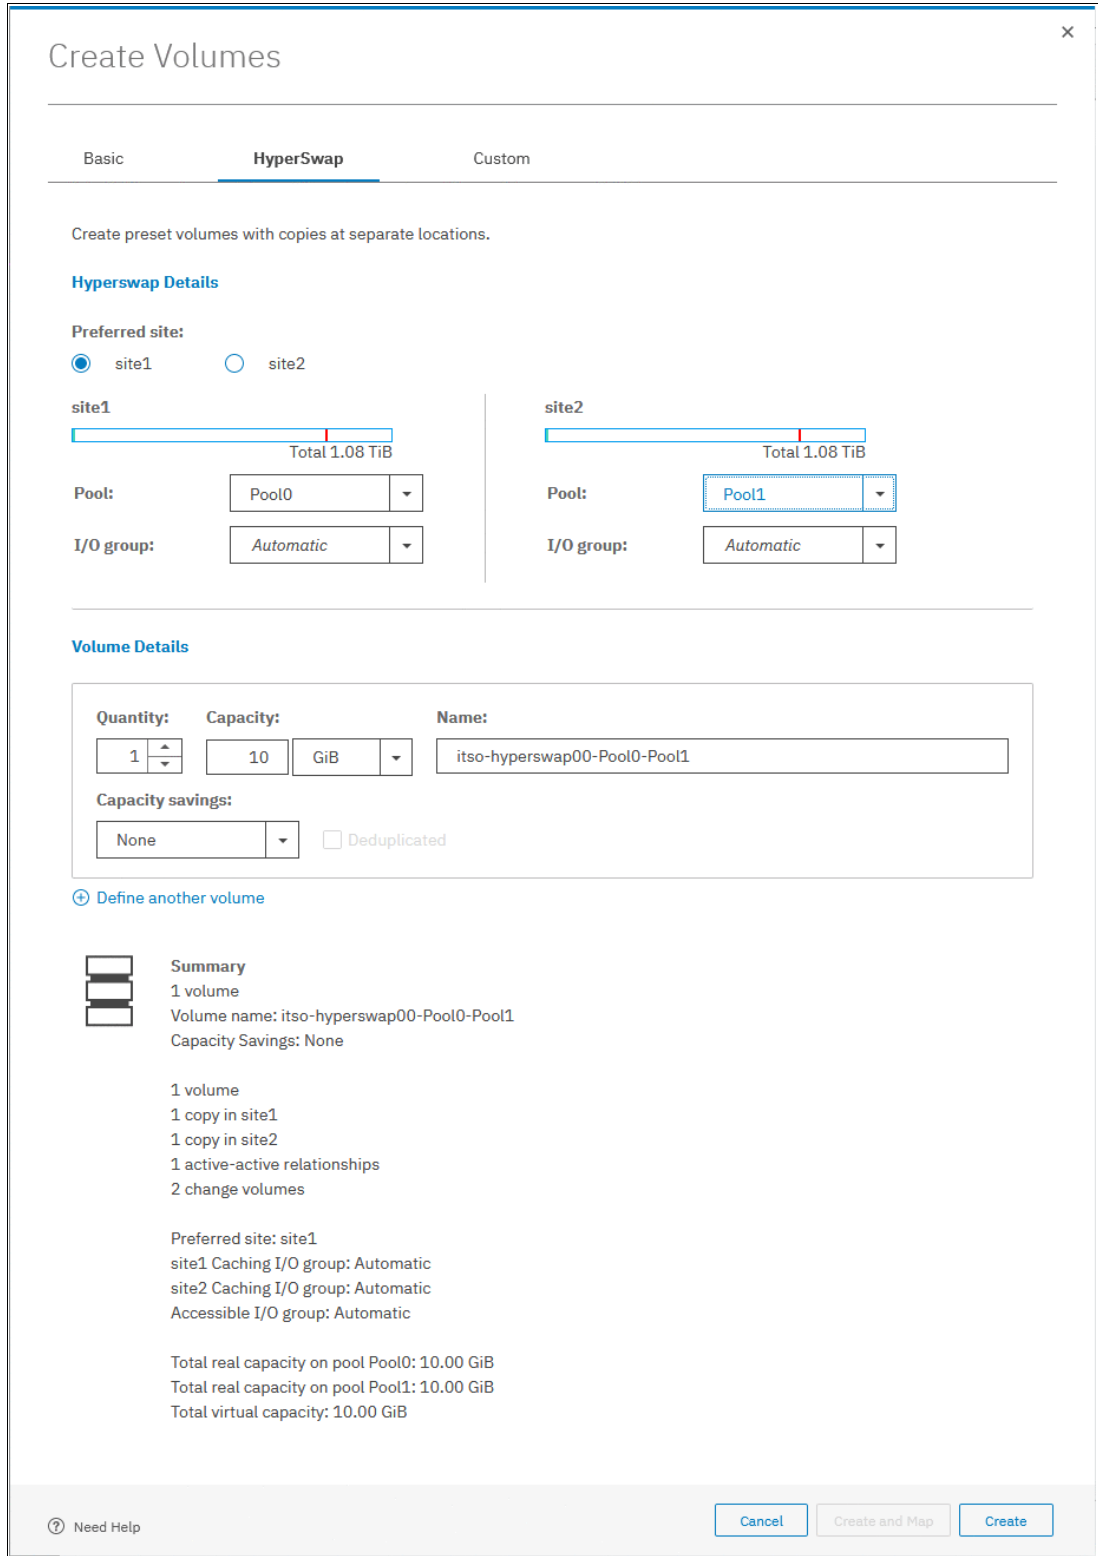 Create Volumes
Basic HyperSwap Custom
Create preset volumes with copies at separate locations.
Hyperswap Details
Preferred site:
site1 site2
site1 site2
Total 1.08 TiB Total 1.08 TiB
Pool: Pool0 Pool: Pool1
I/O group: Automatic I/O group: Automatic
Volume Details
Quantity: Capacity: Name:
1 10 GiB itso-hyperswap00-Pool0-Pool1
Capacity savings:
None Deduplicated
Define another volume
Summary
1 volume
Volume name: itso-hyperswap00-Pool0-Pool1
Capacity Savings: None
1 volume
1 copy in site1
1 copy in site2
1 active-active relationships
2 change volumes
Preferred site: site1
site1 Caching I/O group: Automatic
site2 Caching I/O group: Automatic
Accessible I/O group: Automatic
Total real capacity on pool Pool0: 10.00 GiB
Total real capacity on pool Pool1: 10.00 GiB
Total virtual capacity: 10.00 GiB
Need Help Cancel Create and Map Create